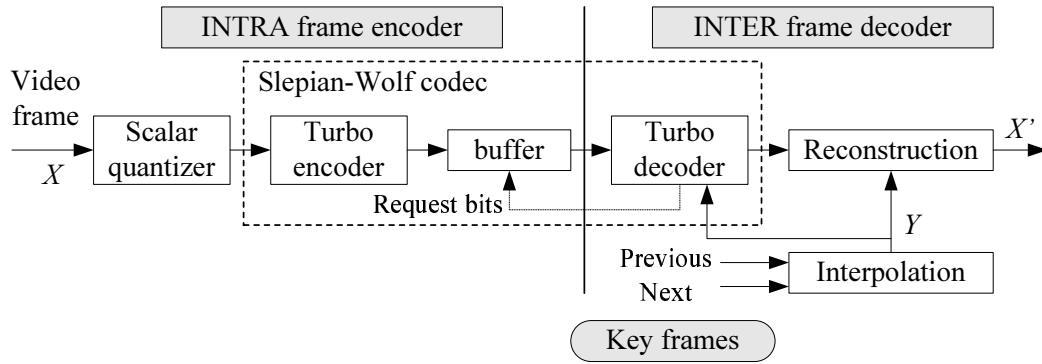 INTRA frame encoder
INTER frame decoder
Video
frame
X
Slepian-Wolf codec
Scalar
quantizer
Turbo
encoder
buffer
Turbo
decoder
Reconstruction
X’
Request bits
Y
Previous
Next
Interpolation
Key frames